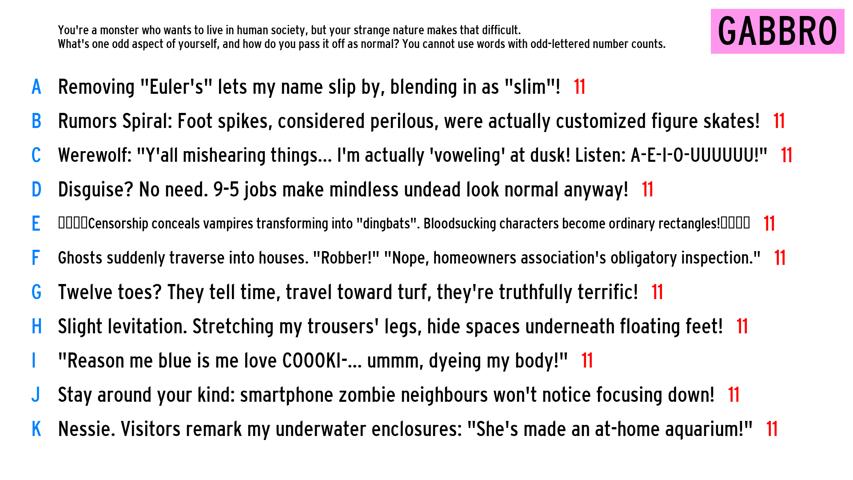 You're a monster who wants to live in human society, but your strange nature makes that difficult.
What's one odd aspect of yourself, and how do you pass it off as normal? You cannot use words with odd-lettered number counts.
GABBRO
A Removing "Euler's" lets my name slip by, blending in as "slim"! 11
B Rumors Spiral: Foot spikes, considered perilous, were actually customized figure skates! 11
C Werewolf: "Y'all mishearing things... I'm actually 'voweling' at dusk! Listen: A-E-I-O-UUUUUU!" 11
D Disguise? No need. 9-5 jobs make mindless undead look normal anyway! 11
E ▯▯▯▯Censorship conceals vampires transforming into "dingbats". Bloodsucking characters become ordinary rectangles!▯▯▯▯ 11
F Ghosts suddenly traverse into houses. "Robber!" "Nope, homeowners association's obligatory inspection." 11
G Twelve toes? They tell time, travel toward turf, they're truthfully terrific! 11
H Slight levitation. Stretching my trousers' legs, hide spaces underneath floating feet! 11
I "Reason me blue is me love COOOKI-... ummm, dyeing my body!" 11
J Stay around your kind: smartphone zombie neighbours won't notice focusing down! 11
K Nessie. Visitors remark my underwater enclosures: "She's made an at-home aquarium!" 11